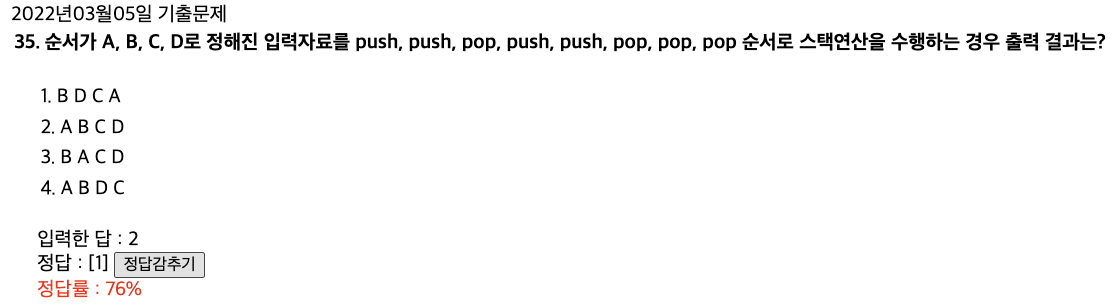 2022년03월05일 기출문제
35. 순서가 A, B, C, D로 정해진 입력자료를 push, push, pop, push, push, pop, pop, pop 순서로 스택연산을 수행하는 경우 출력 결과는?
1. B D C A
2. A B C D
3. B A C D
4. A B D C
입력한 답 : 2
정답 : [1] 정답감추기
정답률 : 76%